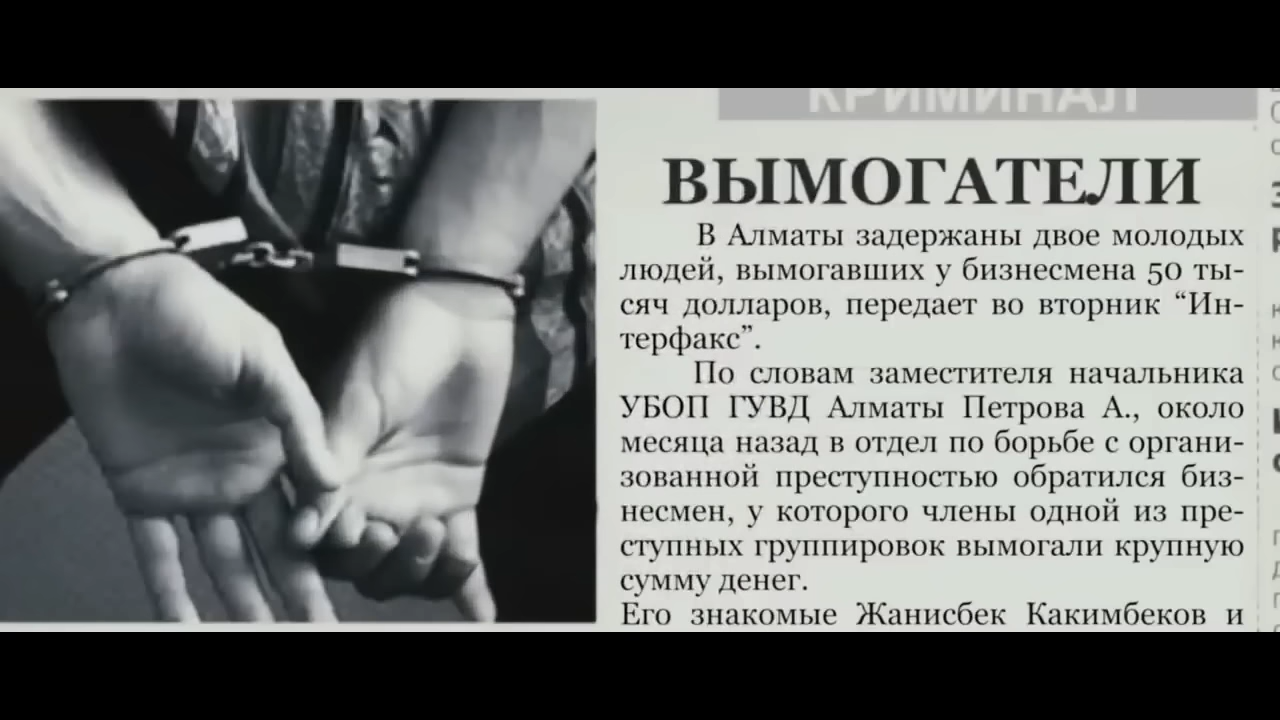 КРИМИНАЛ
ВЫМОГАТЕЛИ
В Алматы задержаны двое молодых
людей, вымогавших у бизнесмена 50 ты-
сяч долларов, передает во вторник “Ин-
терфакс”.
По словам заместителя начальника
УБОП ГУВД Алматы Петрова А., около
месяца назад в отдел по борьбе с органи-
зованной преступностью обратился биз-
несмен, у которого члены одной из пре-
ступных группировок вымогали крупную
сумму денег.
Его знакомые Жанисбек Какимбеков и